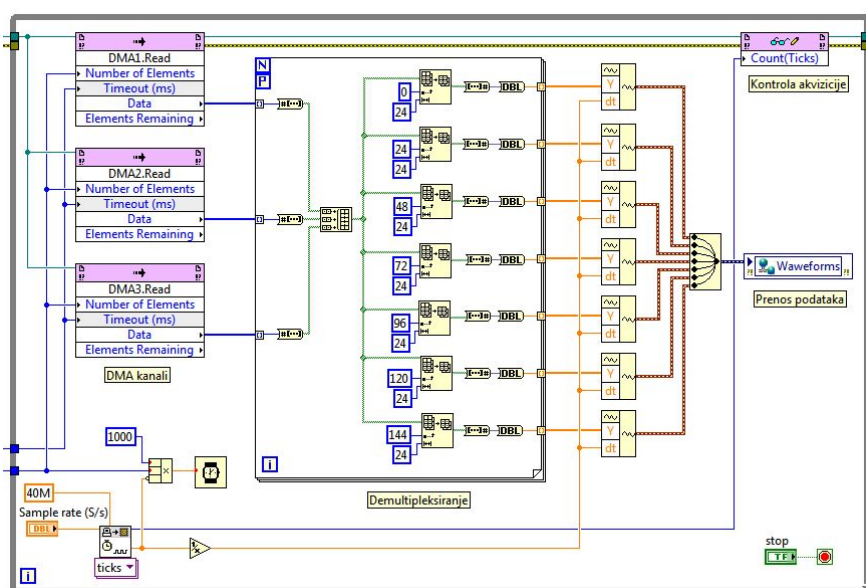 DMA1.Read
Number of Elements
Timeout (ms)
Data
Elements Remaining
DMA2.Read
Number of Elements
Timeout (ms)
Data
Elements Remaining
DMA3.Read
Number of Elements
Timeout (ms)
Data
Elements Remaining
DMA kanali
1000
40M
Sample rate (S/s)
DBL
ticks
i
N
P
0
24
DBL
24
24
DBL
48
24
DBL
72
24
DBL
96
24
DBL
120
24
DBL
144
24
DBL
i
Demultipleksiranje
Y
dt
Y
dt
Y
dt
Y
dt
Y
dt
Y
dt
Y
dt
Count(Ticks)
Kontrola akvizicije
Waweforms
Prenos podataka
stop
TF